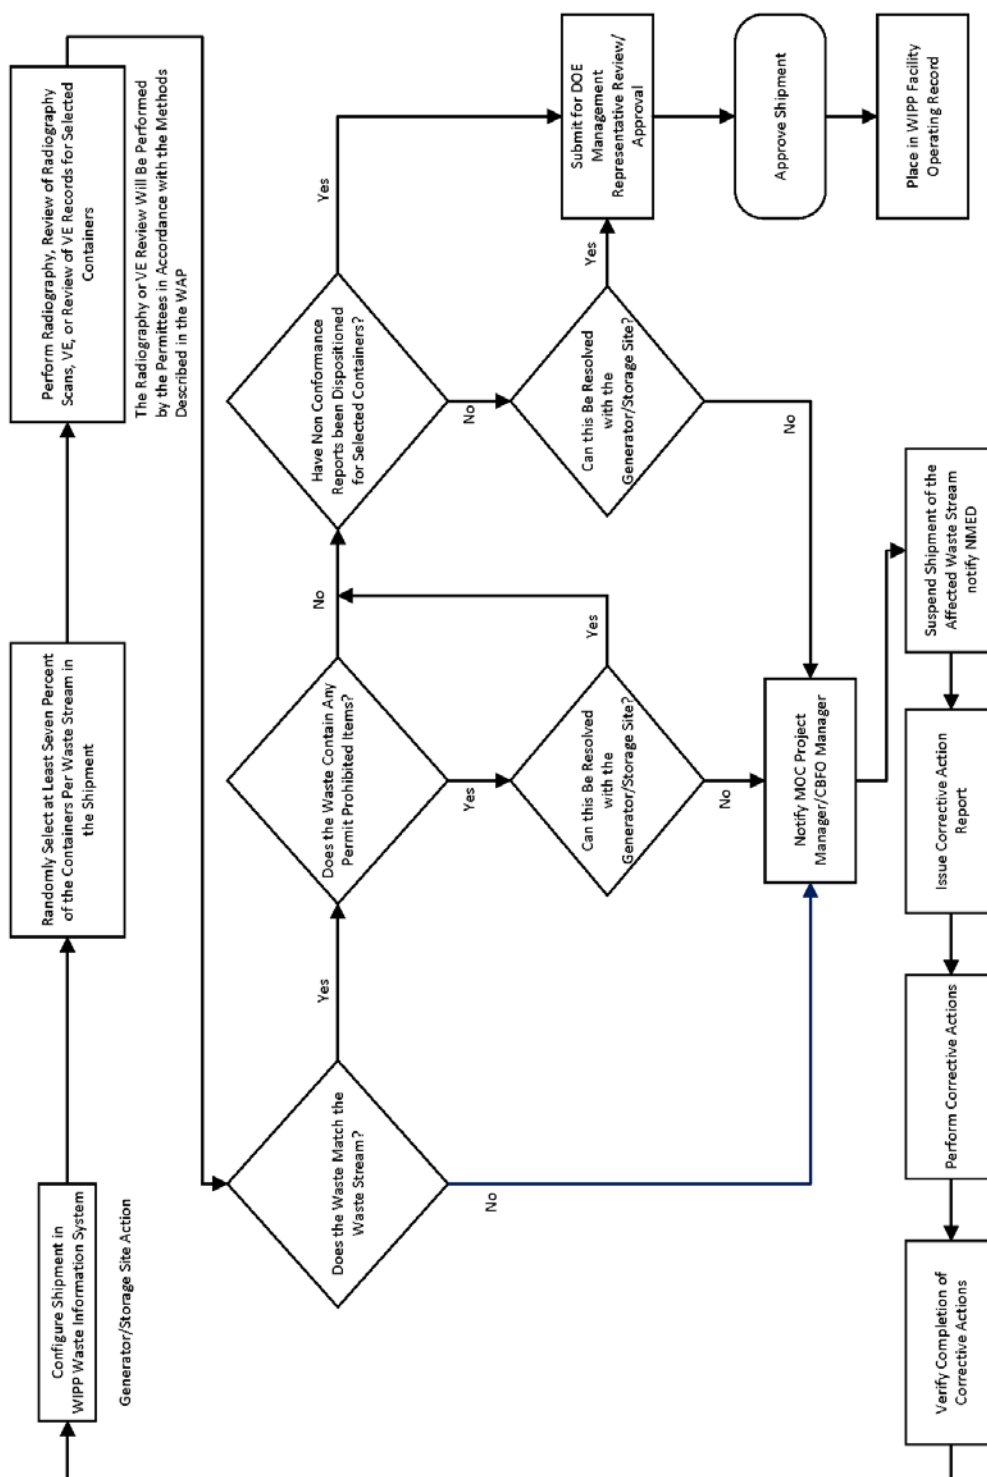 Configure Shipment in
WIPP Waste Information System
Generator/Storage Site Action
Randomly Select at Least Seven Percent
of the Containers Per Waste Stream in
the Shipment
Perform Radiography, Review of Radiography
Scans, VE, or Review of VE Records for Selected
Containers
The Radiography or VE Review Will Be Performed
by the Permittees in Accordance with the Methods
Described in the WAP
Does the Waste Match the
Waste Stream?
Yes
No
Does the Waste Contain Any
Permit Prohibited Items?
No
Yes
Have Non Conformance
Reports been Dispositioned
for Selected Containers?
Yes
No
Can this Be Resolved
with the
Generator/Storage Site?
Yes
No
Can this Be Resolved
with the
Generator/Storage Site?
Yes
No
Submit for DOE
Management
Representative Review/
Approval
Approve Shipment
Place in WIPP Facility
Operating Record
Notify MOC Project
Manager/CBFO Manager
Suspend Shipment of the
Affected Waste Stream
notify NMED
Issue Corrective Action
Report
Perform Corrective Actions
Verify Completion of
Corrective Actions